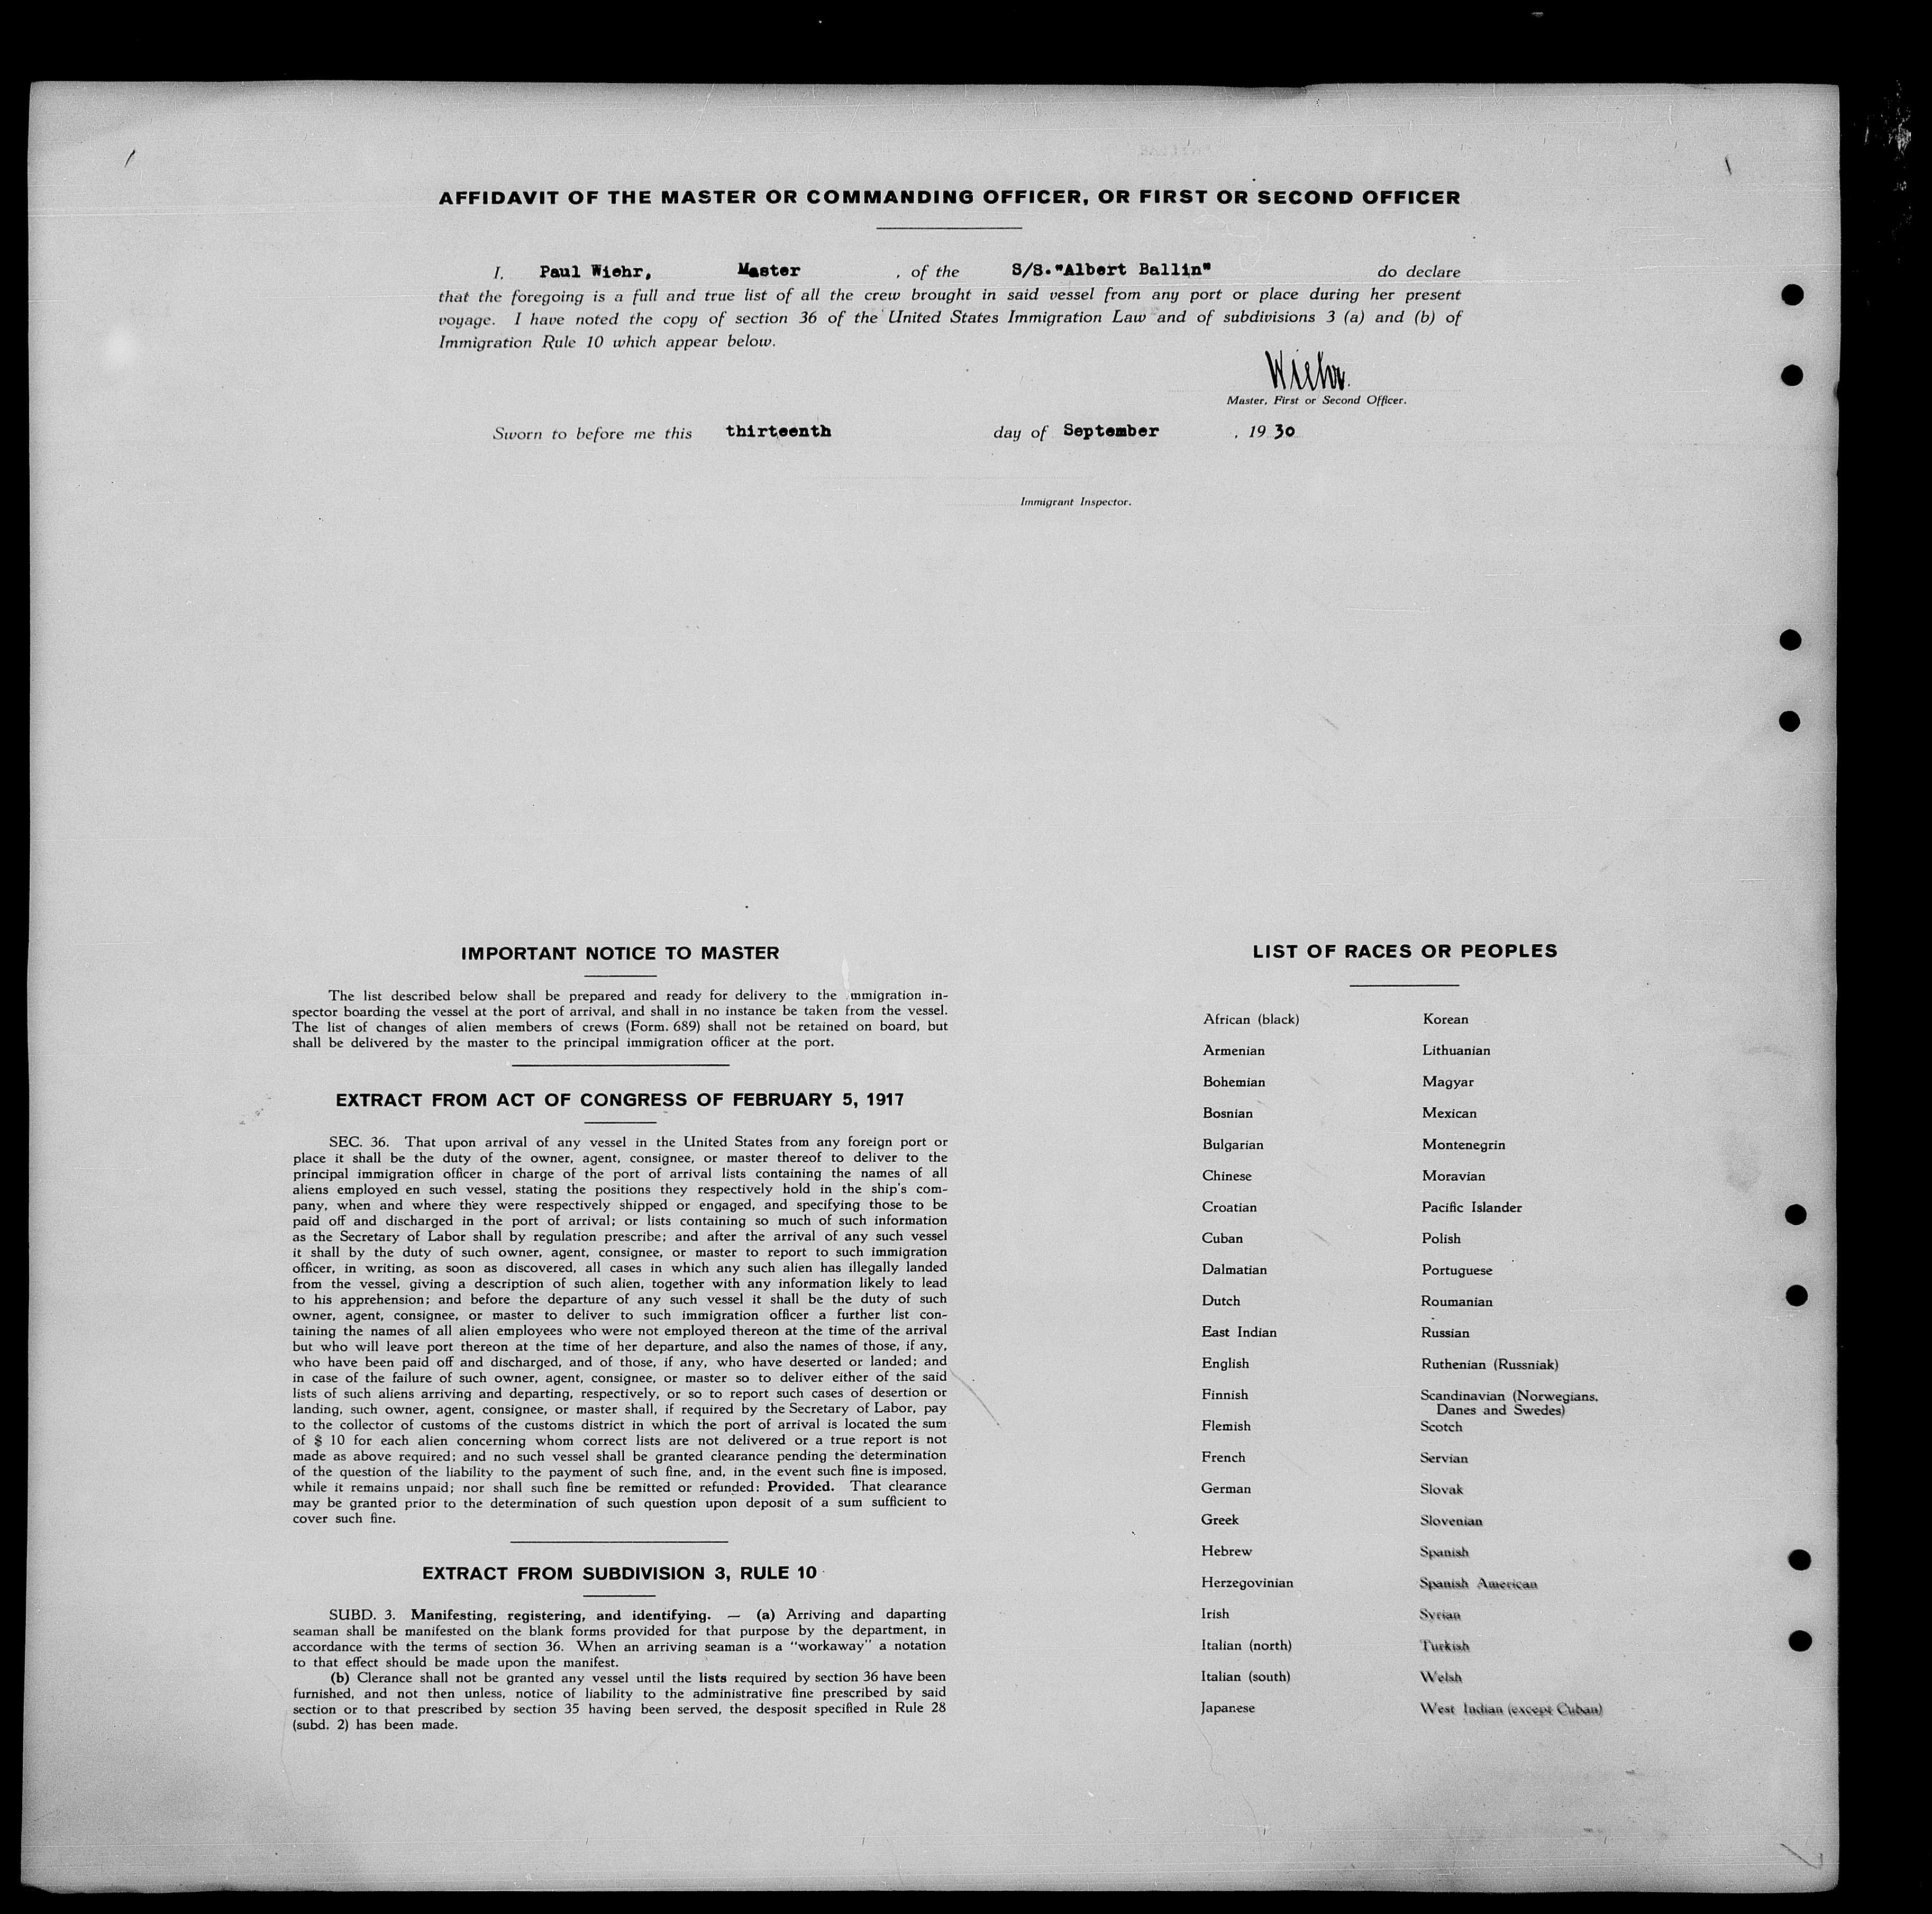 AFFIDAVIT OF THE MASTER OR COMMANDING OFFICER, OR FIRST OR SECOND OFFICER
I, Paul Wiehr, Master , of the S/S."Albert Ballin" do declare
that the foregoing is a full and true list of all the crew brought in said vessel from any port or place during her present
voyage. I have noted the copy of section 36 of the United States Immigration Law and of subdivisions 3 (a) and (b) of
Immigration Rule 10 which appear below.
Wiehr.
Master, First or Second Officer.
Sworn to before me this thirteenth day of September , 19 30
Immigrant Inspector.
IMPORTANT NOTICE TO MASTER
The list described below shall be prepared and ready for delivery to the mmigration in-
spector boarding the vessel at the port of arrival, and shall in no instance be taken from the vessel.
The list of changes of alien members of crews (Form. 689) shall not be retained on board, but
shall be delivered by the master to the principal immigration officer at the port.
EXTRACT FROM ACT OF CONGRESS OF FEBRUARY 5, 1917
SEC. 36. That upon arrival of any vessel in the United States from any foreign port or
place it shall be the duty of the owner, agent, consignee, or master thereof to deliver to the
principal immigration officer in charge of the port of arrival lists containing the names of all
aliens employed en such vessel, stating the positions they respectively hold in the ship's com-
pany, when and where they were respectively shipped or engaged, and specifying those to be
paid off and discharged in the port of arrival; or lists containing so much of such information
as the Secretary of Labor shall by regulation prescribe; and after the arrival of any such vessel
it shall by the duty of such owner, agent, consignee, or master to report to such immigration
officer, in writing, as soon as discovered, all cases in which any such alien has illegally landed
from the vessel, giving a description of such alien, together with any information likely to lead
to his apprehension; and before the departure of any such vessel it shall be the duty of such
owner, agent, consignee, or master to deliver to such immigration officer a further list con-
taining the names of all alien employees who were not employed thereon at the time of the arrival
but who will leave port thereon at the time of her departure, and also the names of those, if any,
who have been paid off and discharged, and of those, if any, who have deserted or landed; and
in case of the failure of such owner, agent, consignee, or master so to deliver either of the said
lists of such aliens arriving and departing, respectively, or so to report such cases of desertion or
landing, such owner, agent, consignee, or master shall, if required by the Secretary of Labor, pay
to the collector of customs of the customs district in which the port of arrival is located the sum
of $ 10 for each alien concerning whom correct lists are not delivered or a true report is not
made as above required; and no such vessel shall be granted clearance pending the determination
of the question of the liability to the payment of such fine, and, in the event such fine is imposed,
while it remains unpaid; nor shall such fine be remitted or refunded: Provided. That clearance
may be granted prior to the determination of such question upon deposit of a sum sufficient to
cover such fine.
EXTRACT FROM SUBDIVISION 3, RULE 10
SUBD. 3. Manifesting, registering, and identifying. — (a) Arriving and daparting
seaman shall be manifested on the blank forms provided for that purpose by the department, in
accordance with the terms of section 36. When an arriving seaman is a "workaway" a notation
to that effect should be made upon the manifest.
(b) Clerance shall not be granted any vessel until the lists required by section 36 have been
furnished, and not then unless, notice of liability to the administrative fine prescribed by said
section or to that prescribed by section 35 having been served, the desposit specified in Rule 28
(subd. 2) has been made.
LIST OF RACES OR PEOPLES
African (black)
Armenian
Bohemian
Bosnian
Bulgarian
Chinese
Croatian
Cuban
Dalmatian
Dutch
East Indian
English
Finnish
Flemish
French
German
Greek
Hebrew
Herzegovinian
Irish
Italian (north)
Italian (south)
Japanese
Korean
Lithuanian
Magyar
Mexican
Montenegrin
Moravian
Pacific Islander
Polish
Portuguese
Roumanian
Russian
Ruthenian (Russniak)
Scandinavian (Norwegians,
Danes and Swedes)
Scotch
Servian
Slovak
Slovenian
Spanish
Spanish American
Syrian
Turkish
Welsh
West Indian (except Cuban)